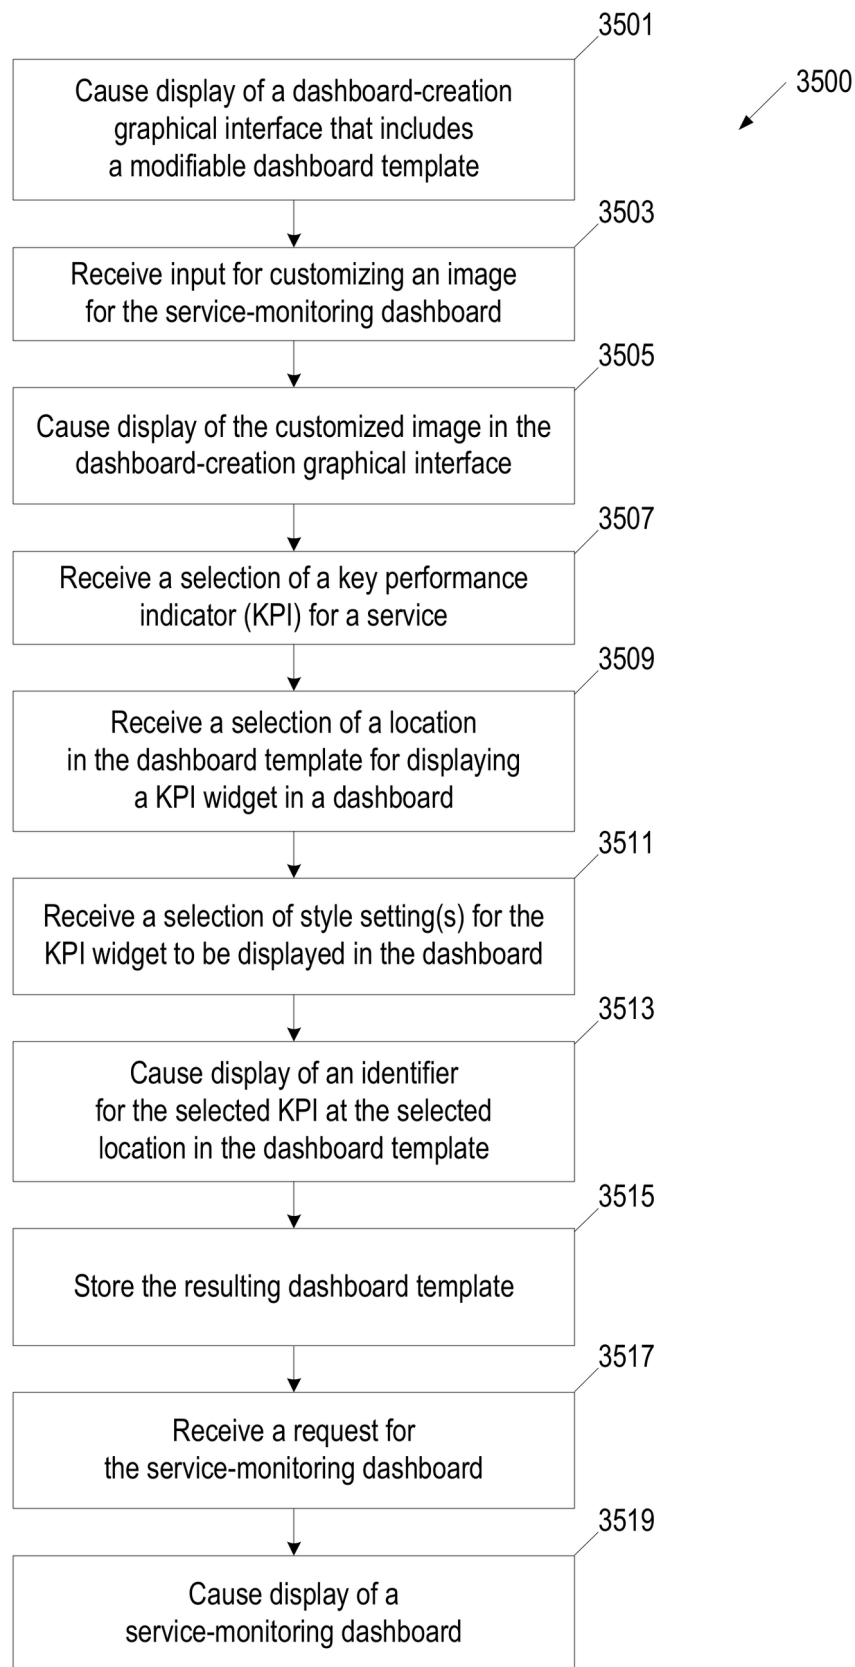 3501
3500
Cause display of a dashboard-creation
graphical interface that includes
a modifiable dashboard template
3503
Receive input for customizing an image
for the service-monitoring dashboard
3505
Cause display of the customized image in the
dashboard-creation graphical interface
3507
Receive a selection of a key performance
indicator (KPI) for a service
3509
Receive a selection of a location
in the dashboard template for displaying
a KPI widget in a dashboard
3511
Receive a selection of style setting(s) for the
KPI widget to be displayed in the dashboard
3513
Cause display of an identifier
for the selected KPI at the selected
location in the dashboard template
3515
Store the resulting dashboard template
3517
Receive a request for
the service-monitoring dashboard
3519
Cause display of a
service-monitoring dashboard